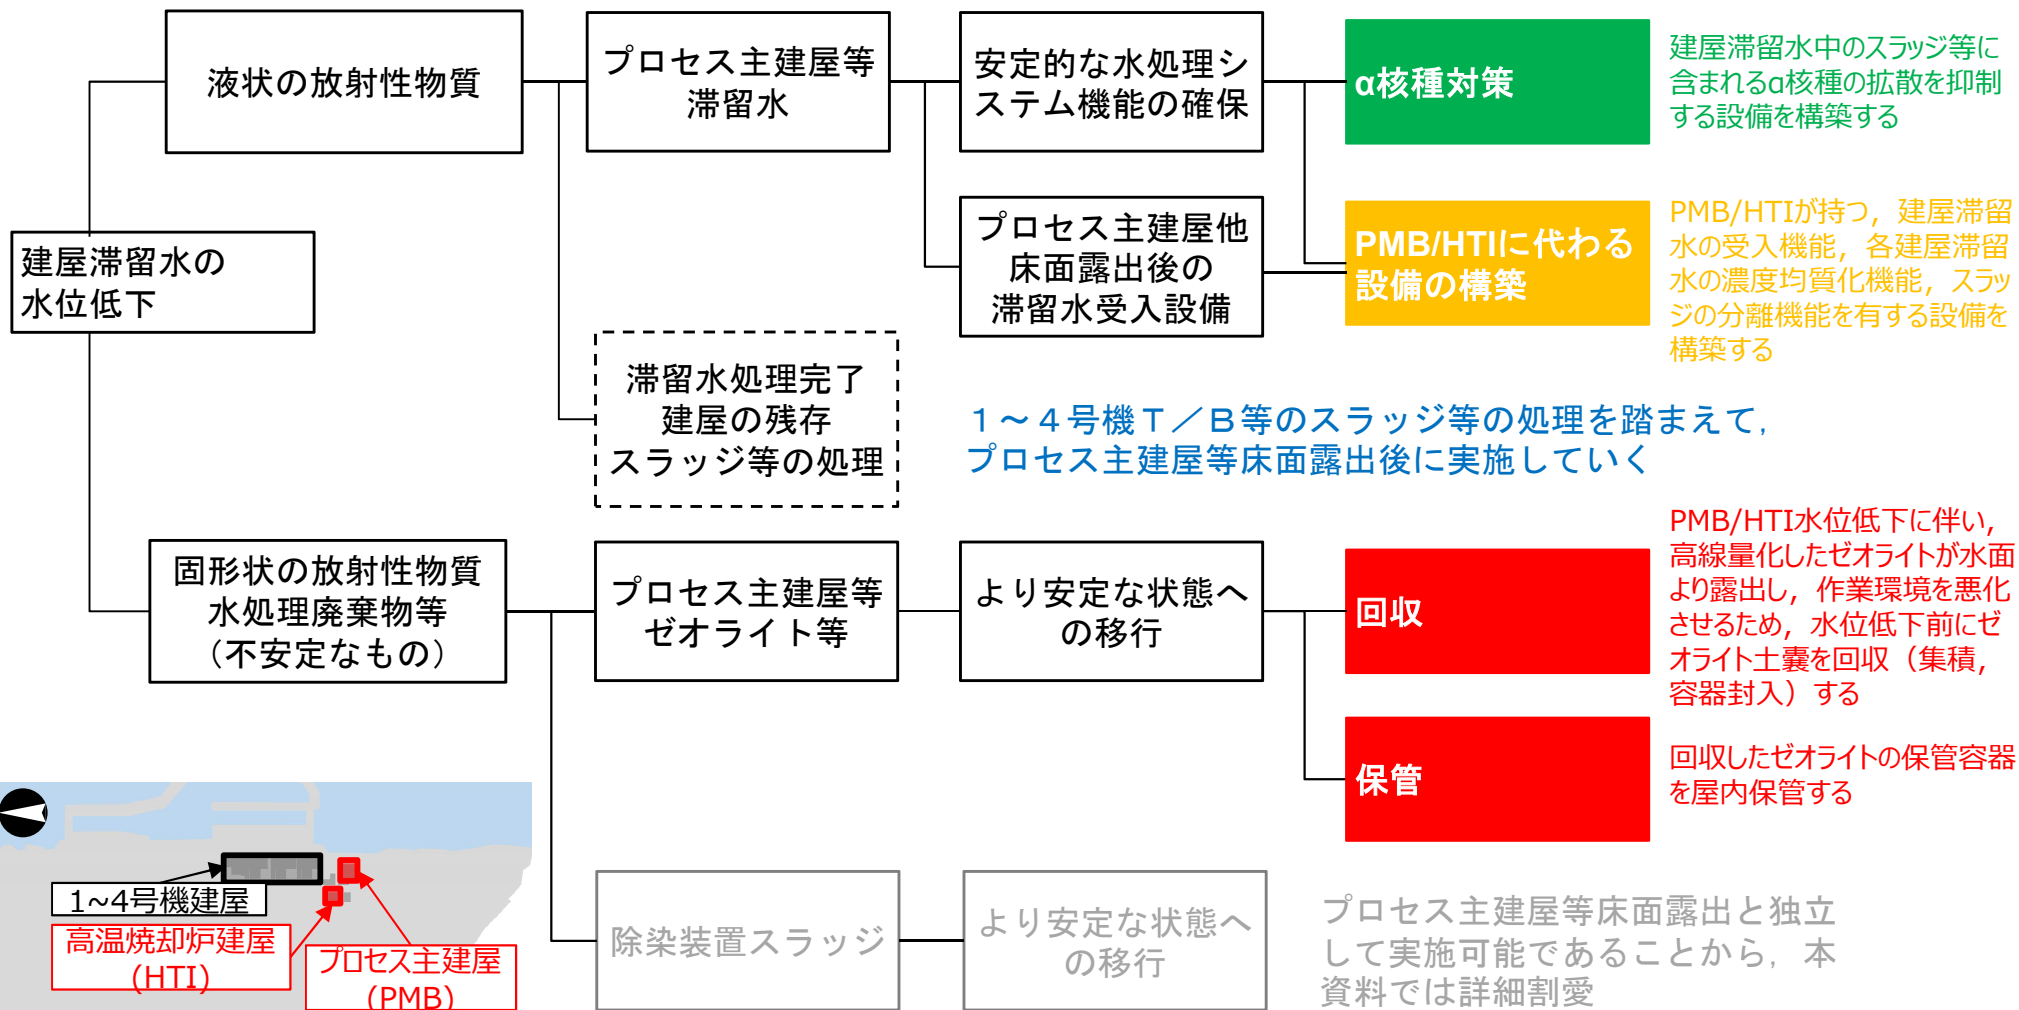 液状の放射性物質
プロセス主建屋等
滞留水
安定的な水処理シ
ステム機能の確保
α核種対策
建屋滞留水中のスラッジ等に
含まれるα核種の拡散を抑制
する設備を構築する
建屋滞留水の
水位低下
プロセス主建屋他
床面露出後の
滞留水受入設備
PMB/HTIに代わる
設備の構築
PMB/HTIが持つ，建屋滞留
水の受入機能，各建屋滞留
水の濃度均質化機能，スラッ
ジの分離機能を有する設備を
構築する
滞留水処理完了
建屋の残存
スラッジ等の処理
１～４号機Ｔ／Ｂ等のスラッジ等の処理を踏まえて，
プロセス主建屋等床面露出後に実施していく
固形状の放射性物質
水処理廃棄物等
（不安定なもの）
プロセス主建屋等
ゼオライト等
より安定な状態へ
の移行
回収
PMB/HTI水位低下に伴い，
高線量化したゼオライトが水面
より露出し，作業環境を悪化
させるため，水位低下前にゼ
オライト土嚢を回収（集積，
容器封入）する
保管
回収したゼオライトの保管容器
を屋内保管する
除染装置スラッジ
より安定な状態へ
の移行
プロセス主建屋等床面露出と独立
して実施可能であることから，本
資料では詳細割愛
1~4号機建屋
高温焼却炉建屋
(HTI)
プロセス主建屋
(PMB)